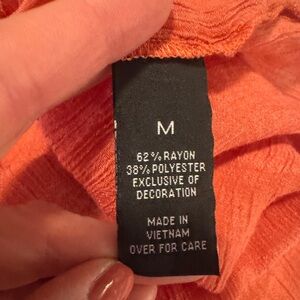 M
62% RAYON
38% POLYESTER
EXCLUSIVE OF
DECORATION
MADE IN
VIETNAM
OVER FOR CARE